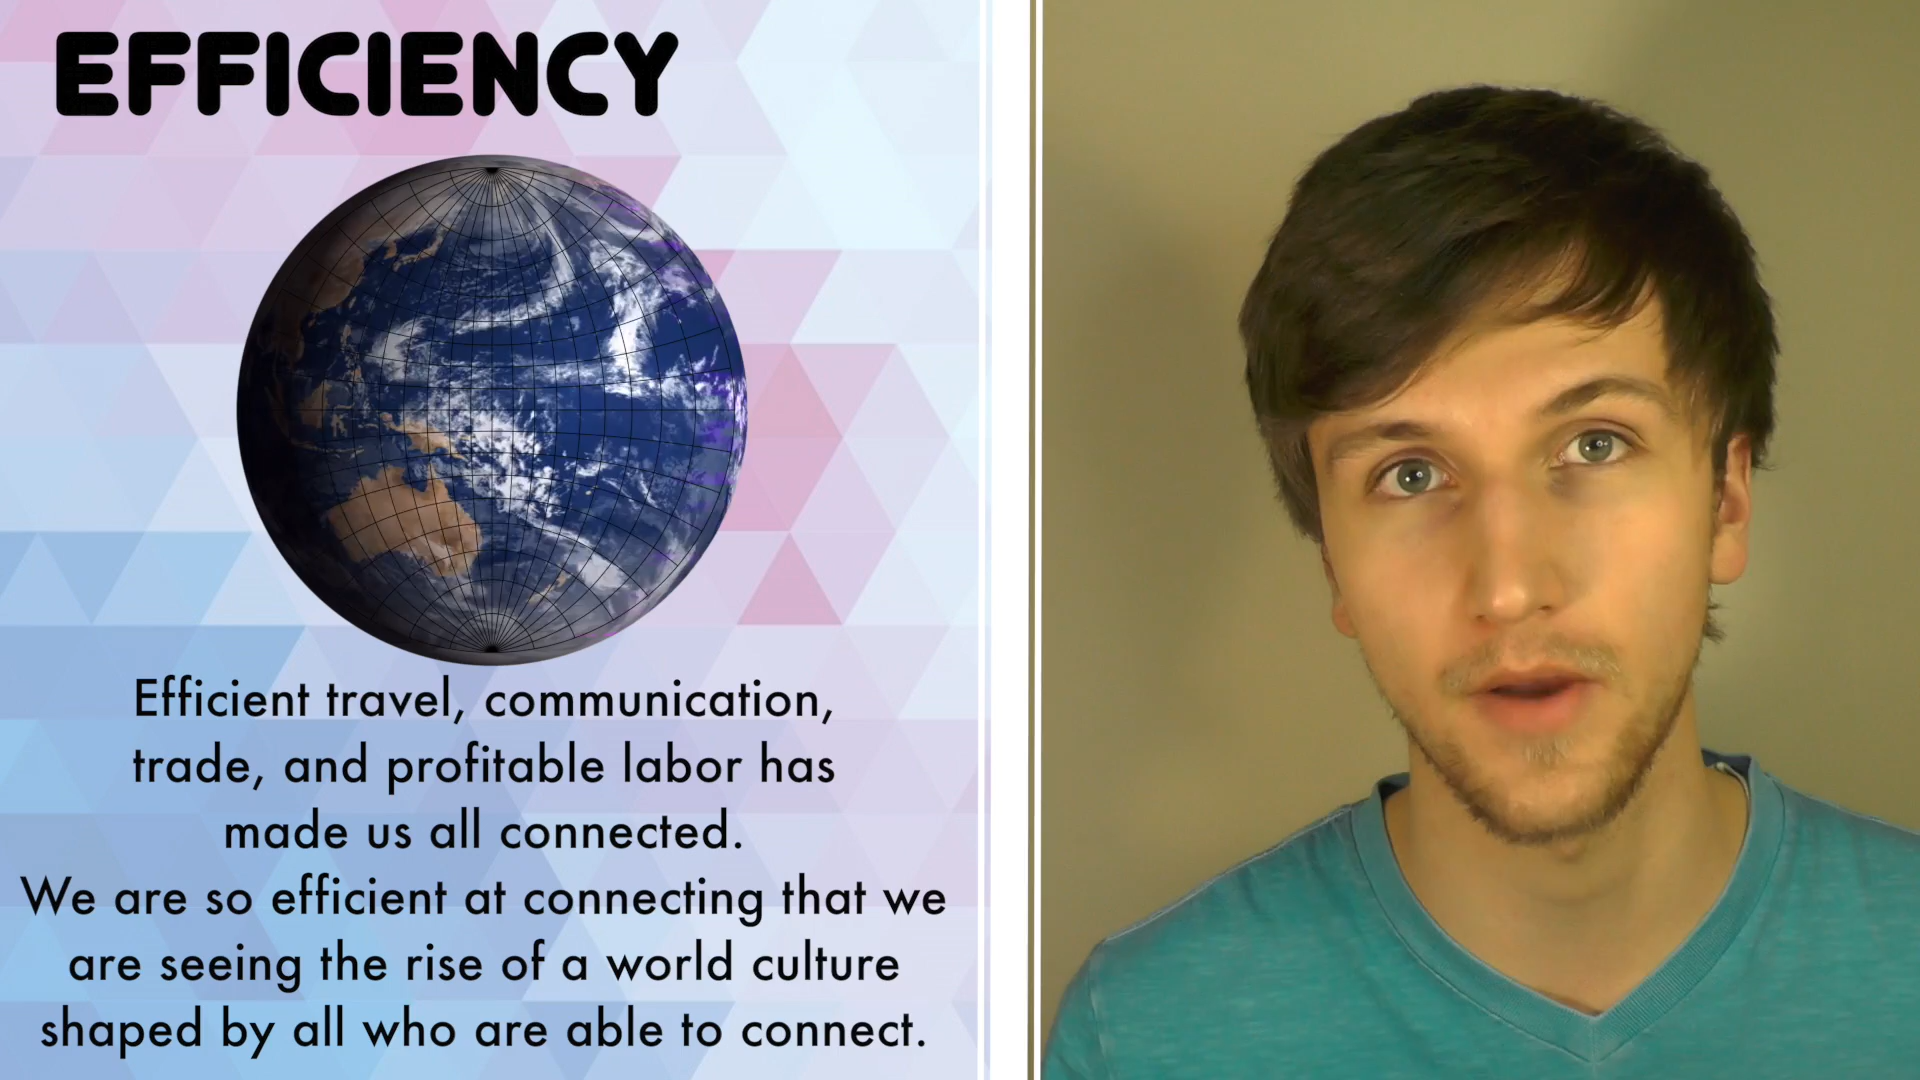 EFFICIENCY
Efficient travel, communication,
trade, and profitable labor has
made us all connected.
We are so efficient at connecting that we
are seeing the rise of a world culture
shaped by all who are able to connect.